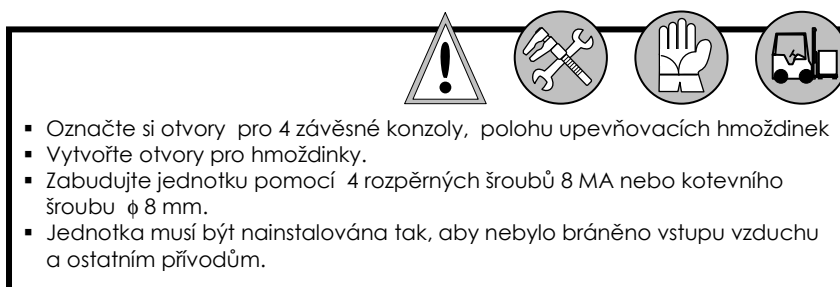 ▪ Označte si otvory pro 4 závěsné konzoly, polohu upevňovacích hmoždinek
▪ Vytvořte otvory pro hmoždinky.
▪ Zabudujte jednotku pomocí 4 rozpěrných šroubů 8 MA nebo kotevního
šroubu ϕ 8 mm.
▪ Jednotka musí být nainstalována tak, aby nebylo bráněno vstupu vzduchu
a ostatním přívodům.